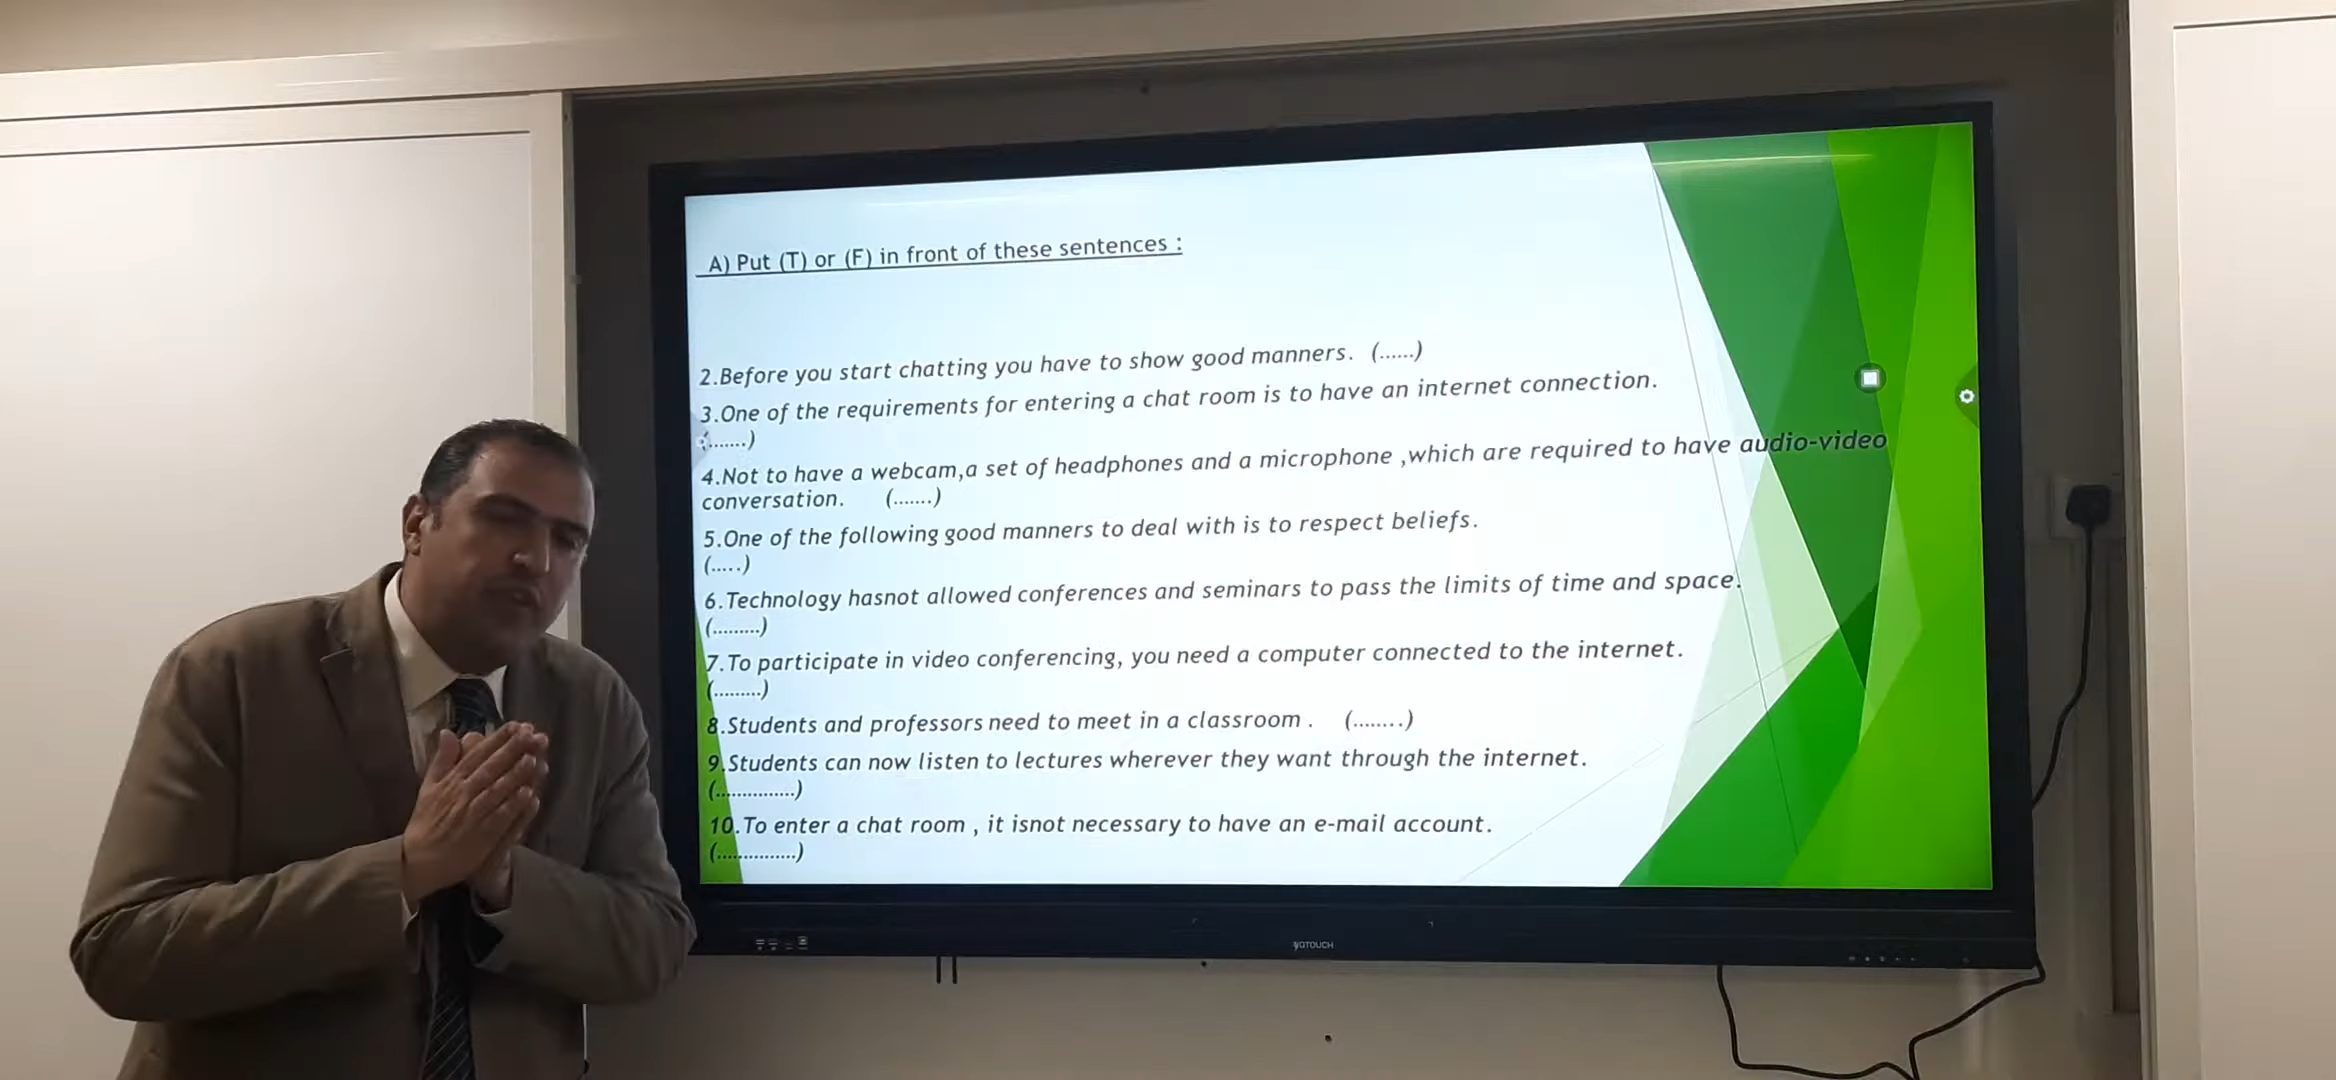 A) Put (T) or (F) in front of these sentences :
2.Before you start chatting you have to show good manners. (......)
3.One of the requirements for entering a chat room is to have an internet connection.
(.......)
4.Not to have a webcam,a set of headphones and a microphone ,which are required to have audio-video
conversation. (.......)
5.One of the following good manners to deal with is to respect beliefs.
(.....)
6.Technology hasnot allowed conferences and seminars to pass the limits of time and space.
(.........)
7.To participate in video conferencing, you need a computer connected to the internet.
(.........)
8.Students and professors need to meet in a classroom . (........)
9.Students can now listen to lectures wherever they want through the internet.
(...............)
10.To enter a chat room , it isnot necessary to have an e-mail account.
(...............)